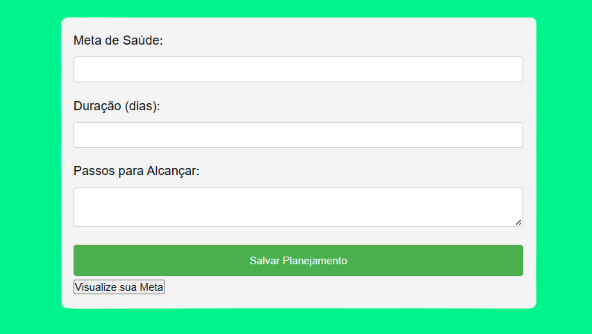 Meta de Saúde:
Duração (dias):
Passos para Alcançar:
Salvar Planejamento
Visualize sua Meta